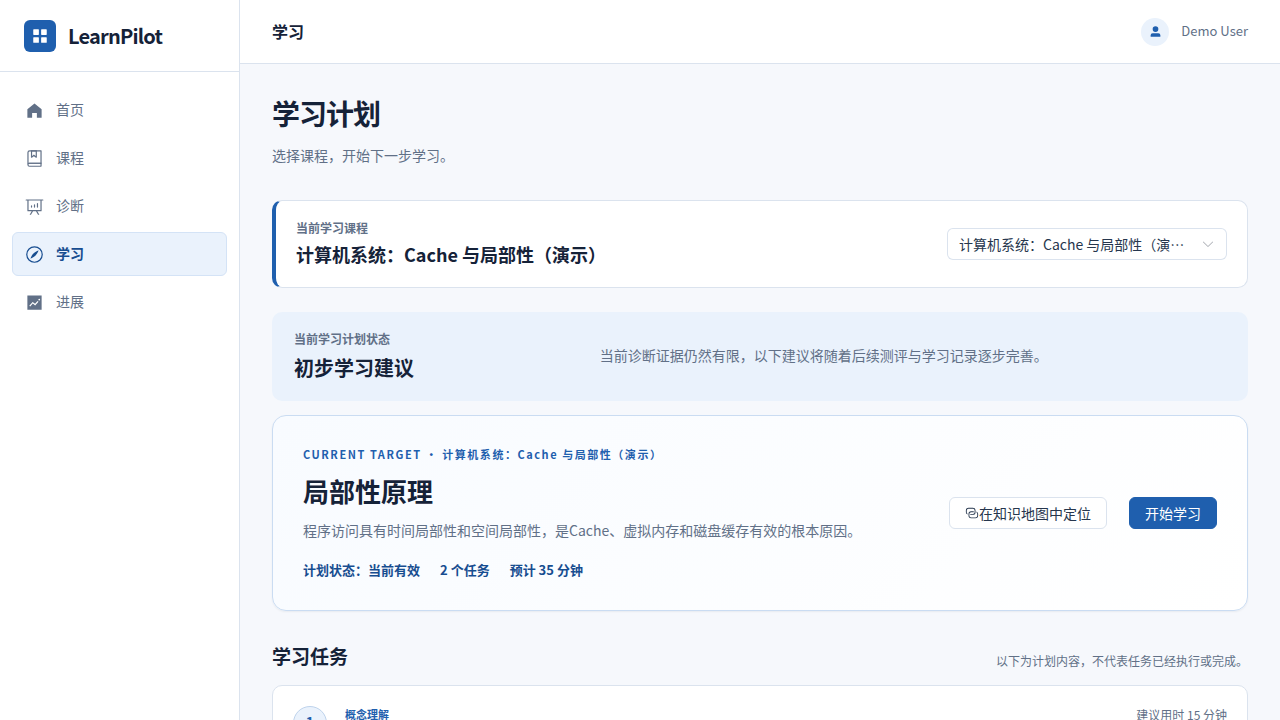 LearnPilot
首页
课程
诊断
学习
进展
学习
Demo User
学习计划
选择课程，开始下一步学习。
当前学习课程
计算机系统：Cache 与局部性（演示）
计算机系统：Cache 与局部性（演…
当前学习计划状态
初步学习建议
当前诊断证据仍然有限，以下建议将随着后续测评与学习记录逐步完善。
CURRENT TARGET · 计算机系统：Cache 与局部性（演示）
局部性原理
程序访问具有时间局部性和空间局部性，是Cache、虚拟内存和磁盘缓存有效的根本原因。
计划状态：当前有效 2 个任务 预计 35 分钟
在知识地图中定位
开始学习
学习任务
以下为计划内容，不代表任务已经执行或完成。
1
概念理解
建议用时 15 分钟